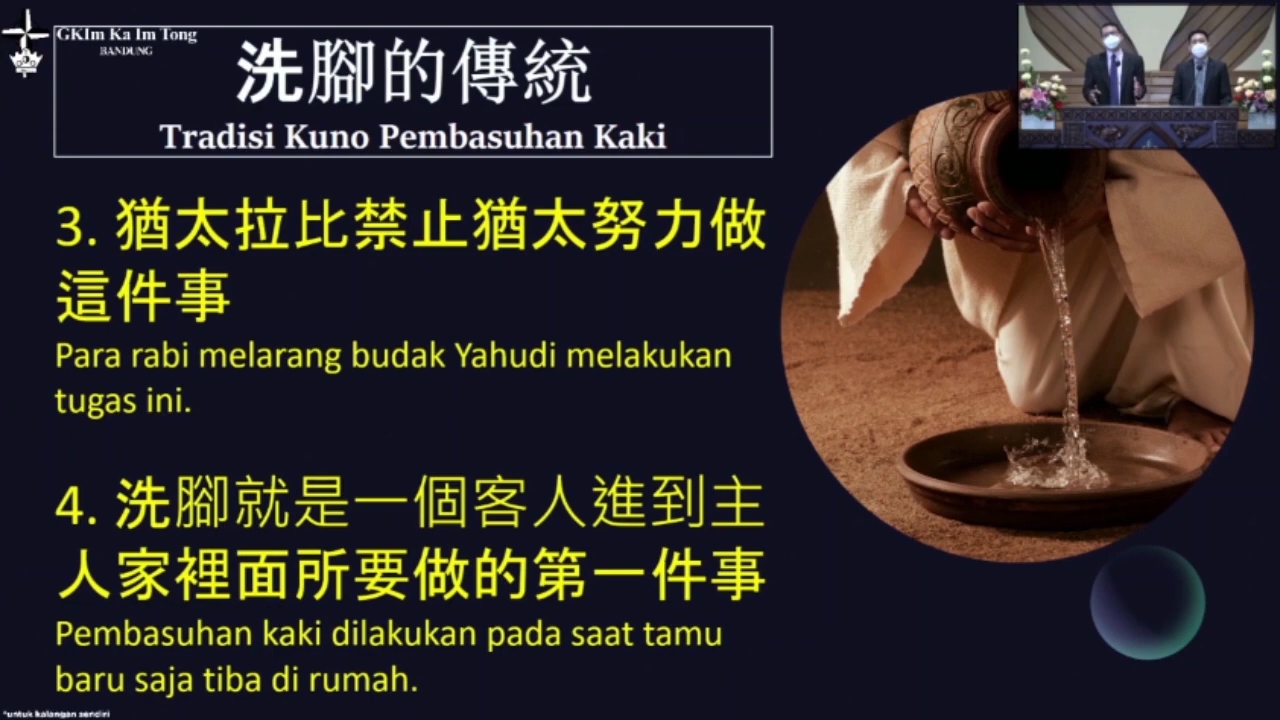 GKIm Ka Im Tong
BANDUNG
洗腳的傳統
Tradisi Kuno Pembasuhan Kaki
3. 猶太拉比禁止猶太努力做
這件事
Para rabi melarang budak Yahudi melakukan
tugas ini.
4. 洗腳就是一個客人進到主
人家裡面所要做的第一件事
Pembasuhan kaki dilakukan pada saat tamu
baru saja tiba di rumah.
*untuk kalangan sendiri